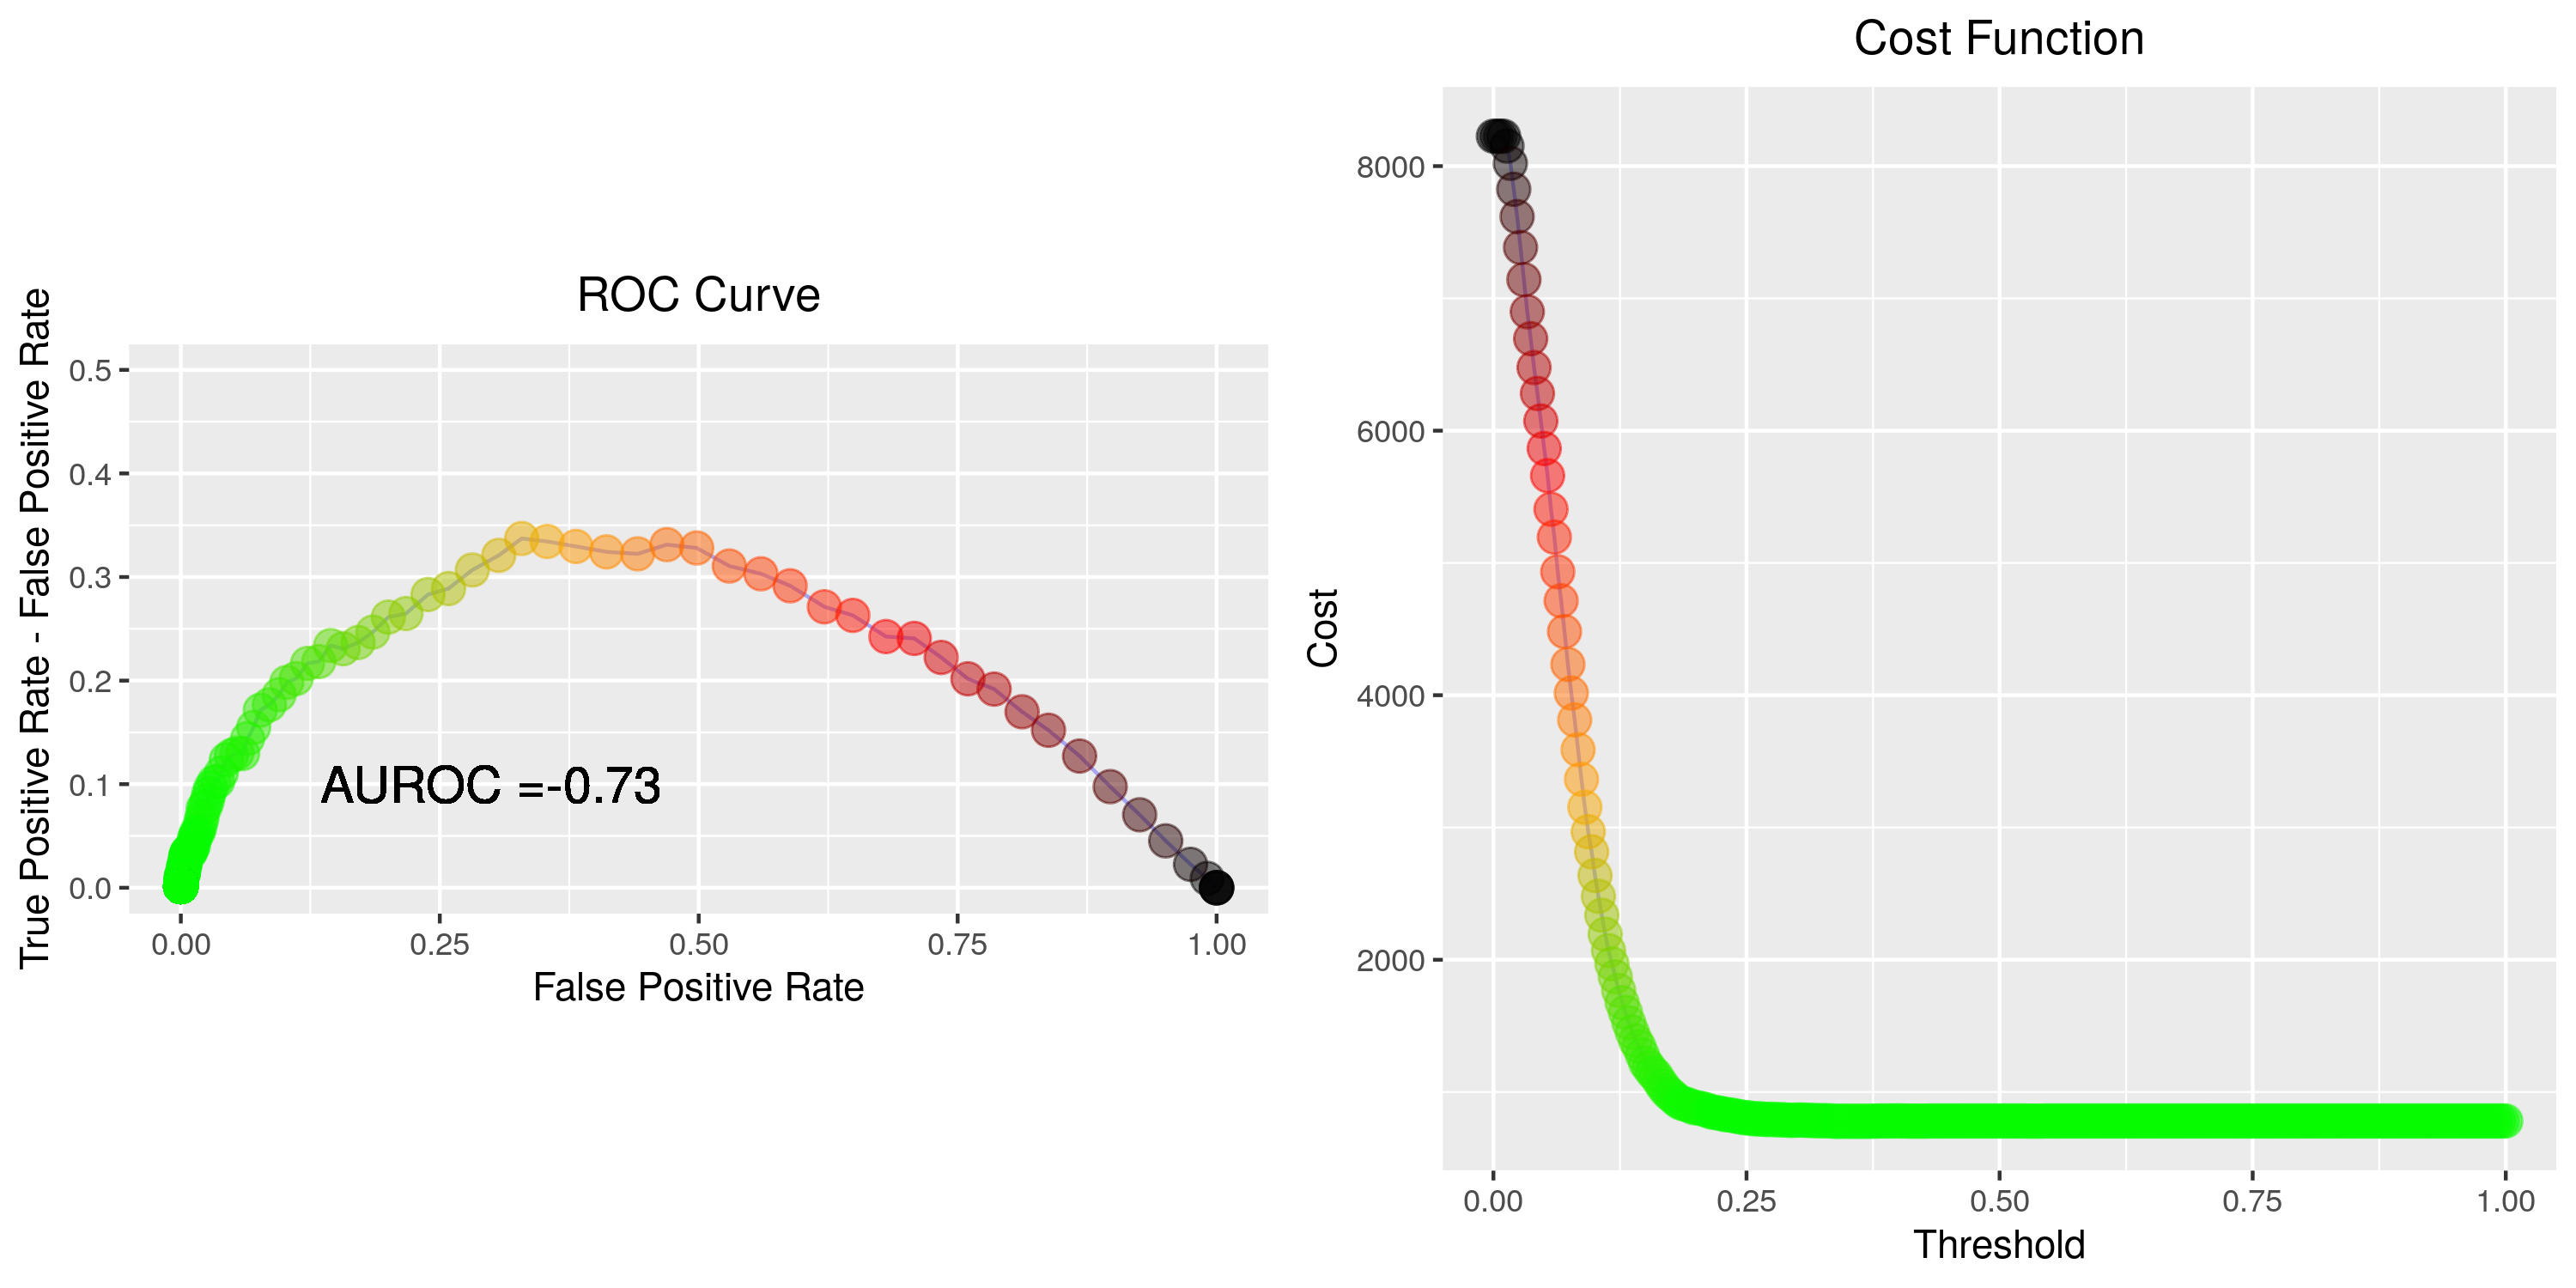 ROC Curve
True Positive Rate - False Positive Rate
0.5
0.4
0.3
0.2
0.1
0.0
AUROC =-0.73
0.00 0.25 0.50 0.75 1.00
False Positive Rate
Cost Function
Cost
8000
6000
4000
2000
0.00 0.25 0.50 0.75 1.00
Threshold